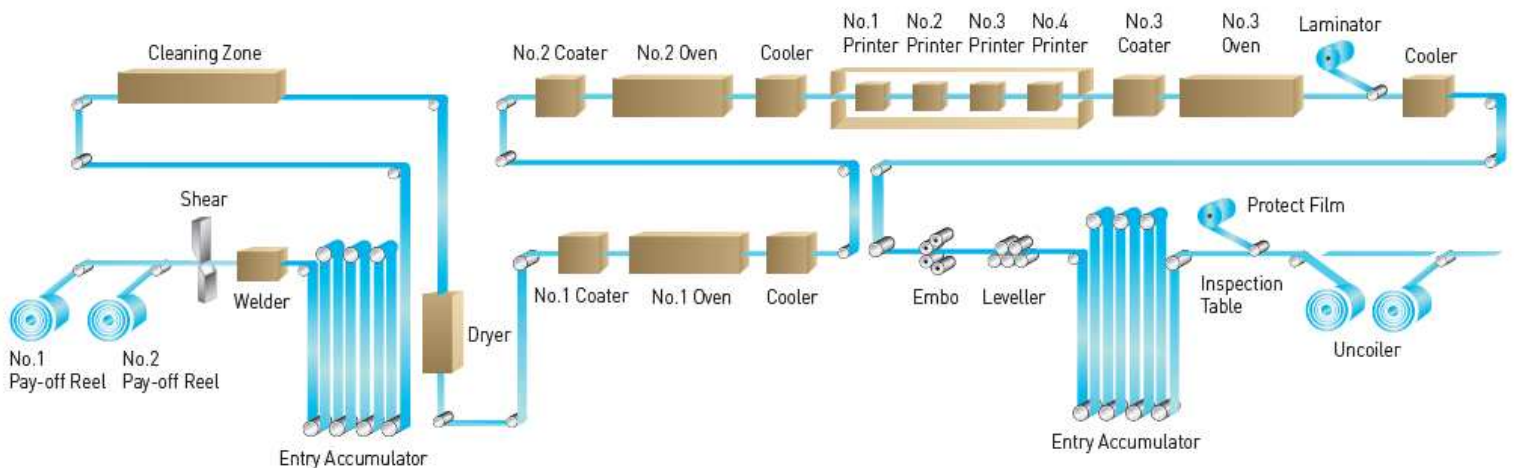 Cleaning Zone
No.2 Coater
No.2 Oven
Cooler
No.1
Printer
No.2
Printer
No.3
Printer
No.4
Printer
No.3
Coater
No.3
Oven
Laminator
Cooler
Shear
Welder
No.1
Pay-off Reel
No.2
Pay-off Reel
Entry Accumulator
Dryer
No.1 Coater
No.1 Oven
Cooler
Embo
Leveller
Entry Accumulator
Protect Film
Inspection
Table
Uncoiler